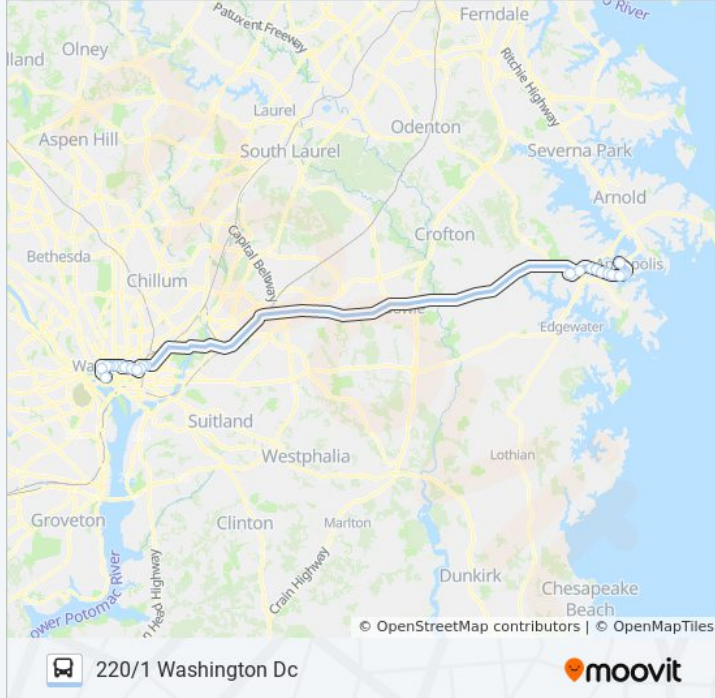 River
Ferndale
Patuxent Freeway
Olney
lland
Ritchie Highway
Laurel
Odenton
Aspen Hill
South Laurel
Severna Park
Arnold
Crofton
Capital Beltway
Bethesda
Chillum
polis
Edgewater
Wa
Suitland
Westphalia
Lothian
Groveton
Clinton
Marlton
Crain Highway
Dunkirk
Chesapeake
Beach
ower Potomac River
n Head Highway
© OpenStreetMap contributors | © OpenMapTiles
220/1 Washington Dc
moovit